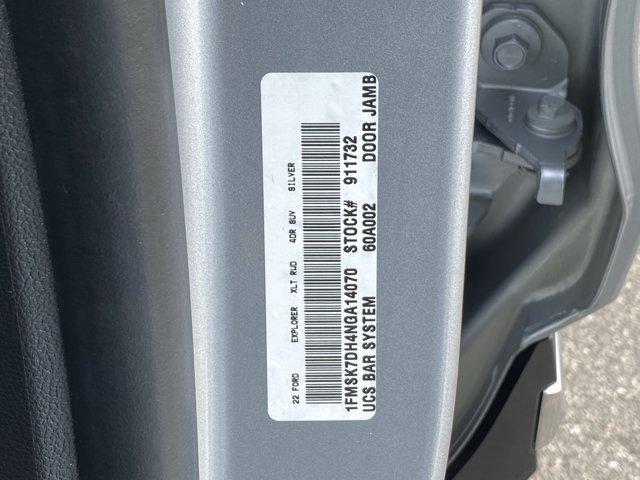 22 FORD EXPLORER XLT RWD 4DR SUV SILVER
1FMSK7DH4NGA14070 STOCK# 911732
UCS BAR SYSTEM 60A002 DOOR JAMB